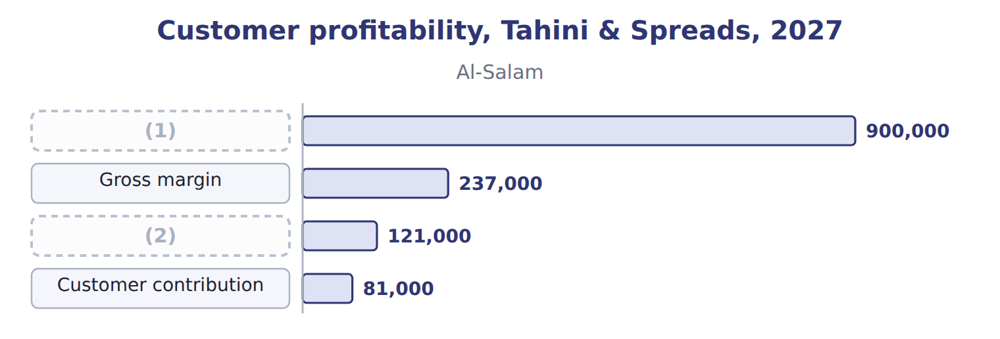 Customer profitability, Tahini & Spreads, 2027
Al-Salam
(1) 900,000
Gross margin 237,000
(2) 121,000
Customer contribution 81,000